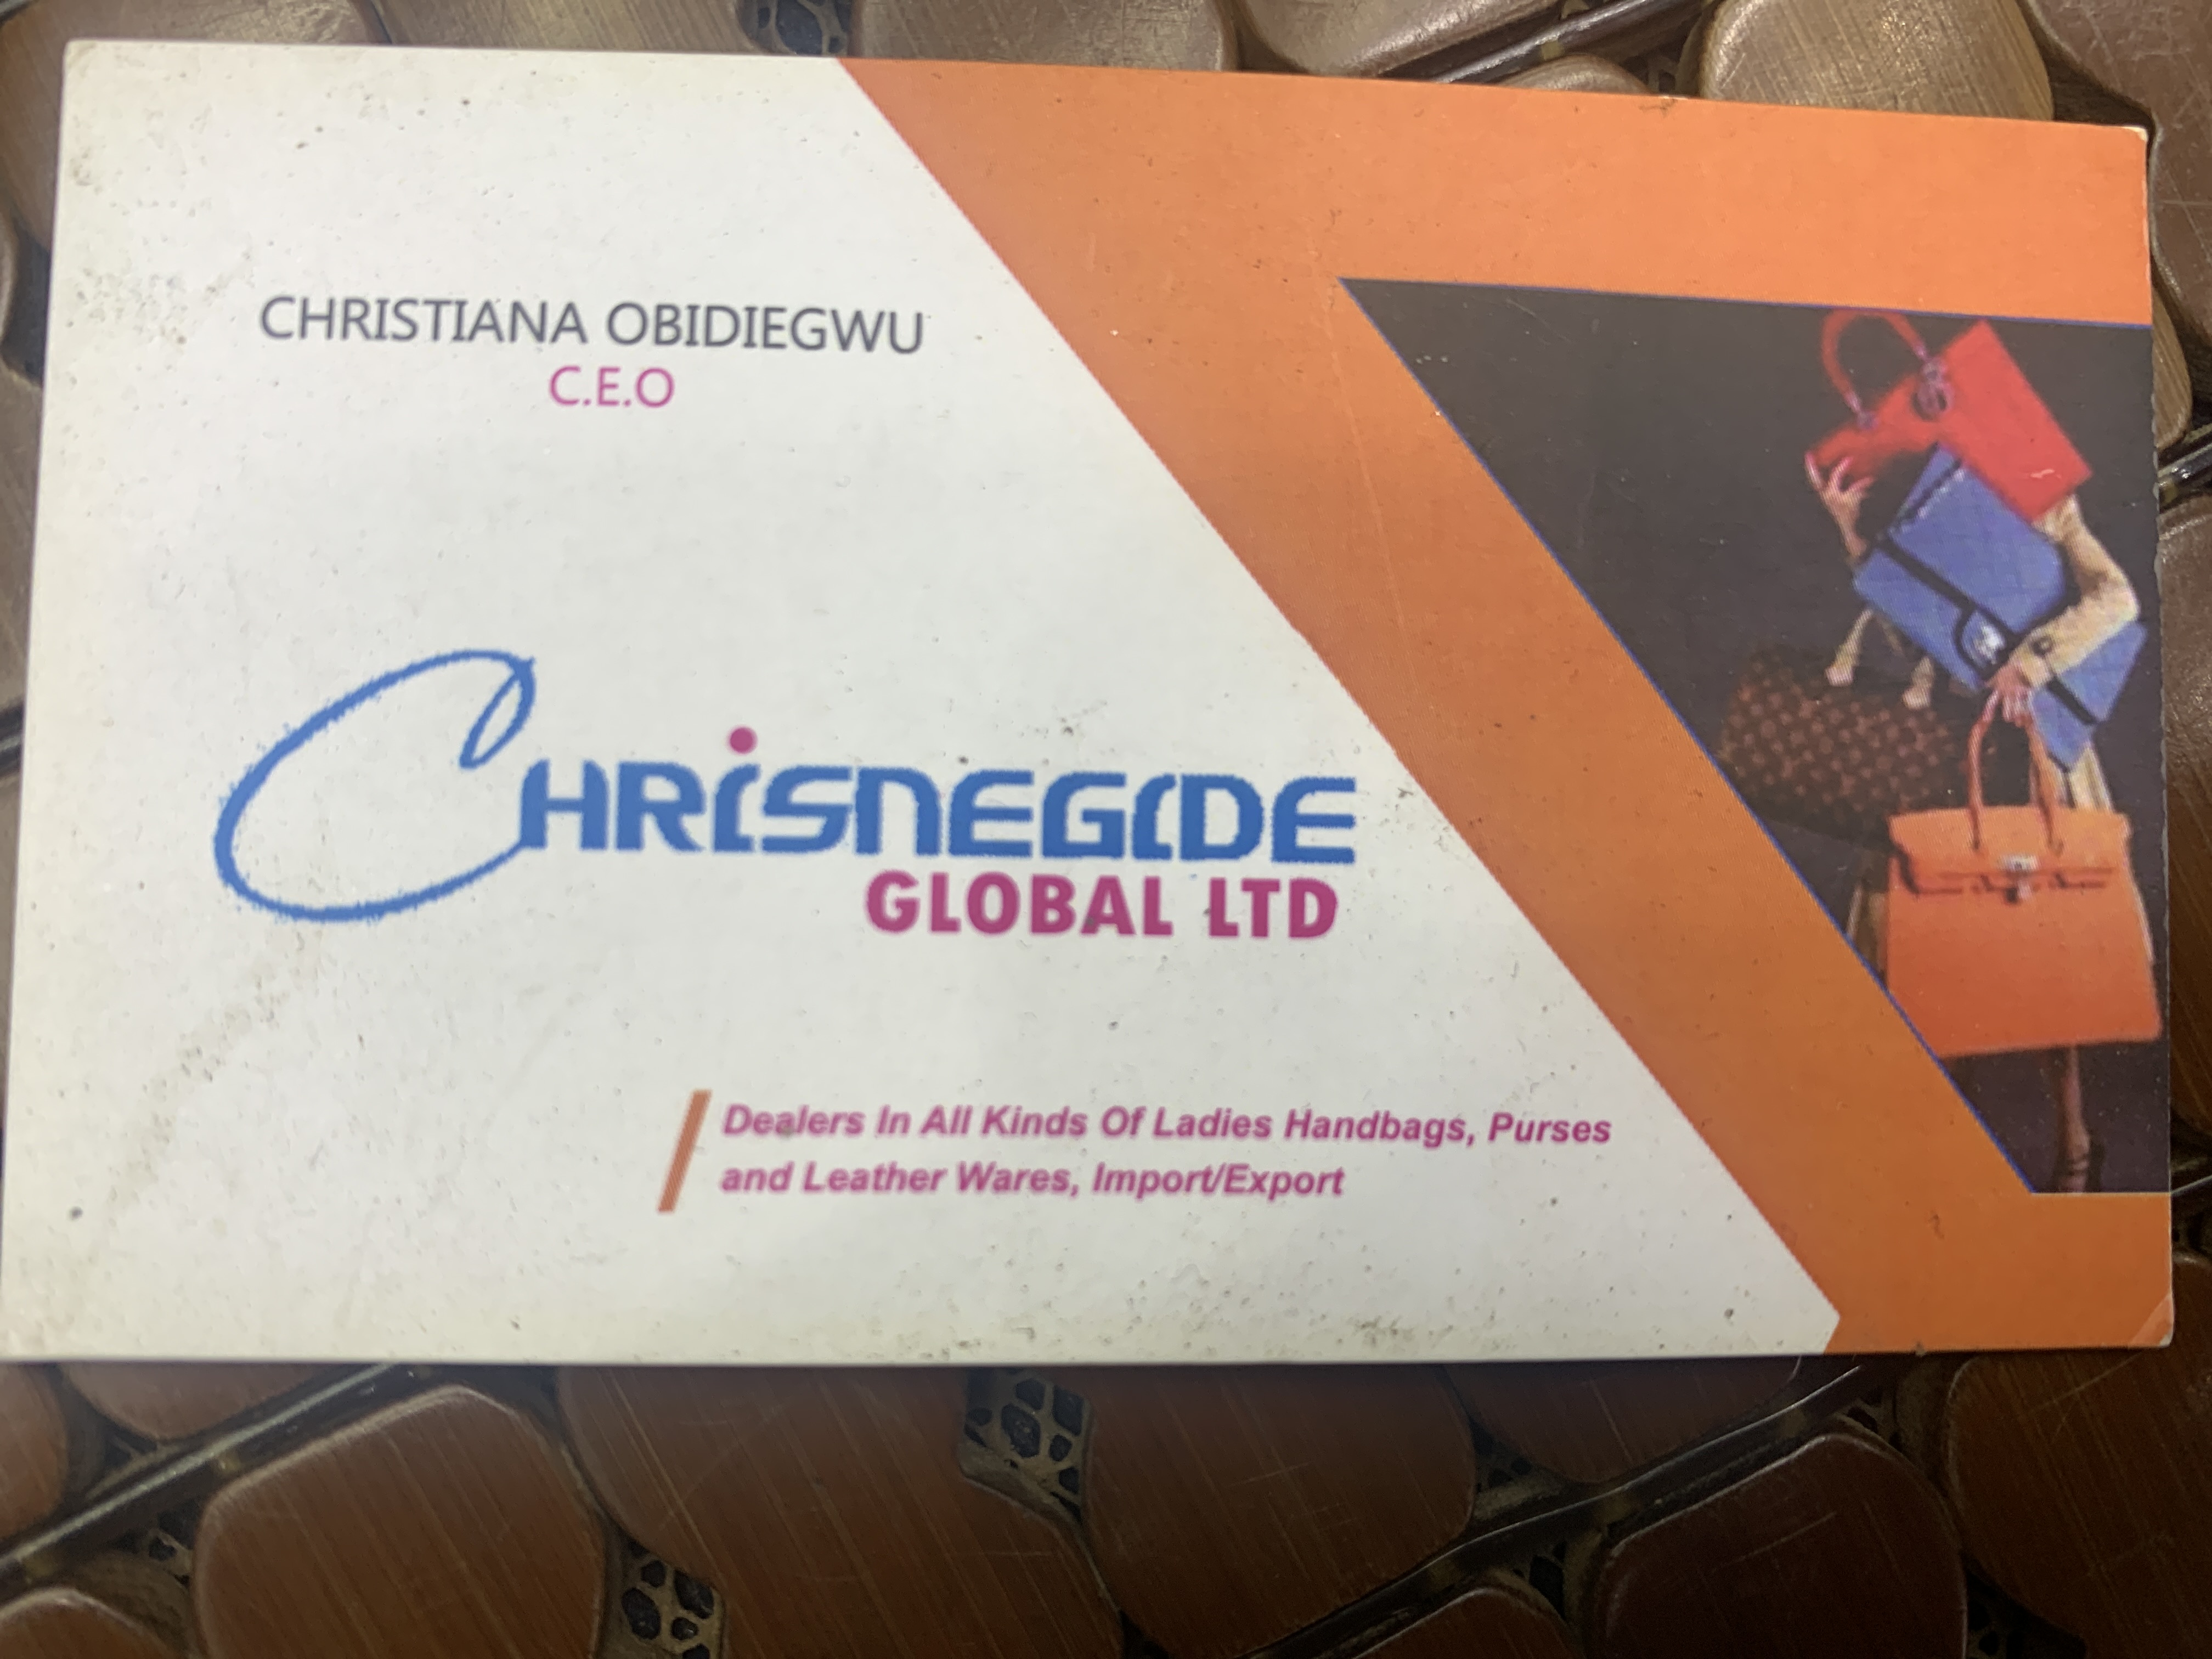 CHRISTIANA OBIDIEGWU
C.E.O
CHRISNEGIDE
GLOBAL LTD
Dealers In All Kinds Of Ladies Handbags, Purses
and Leather Wares, Import/Export